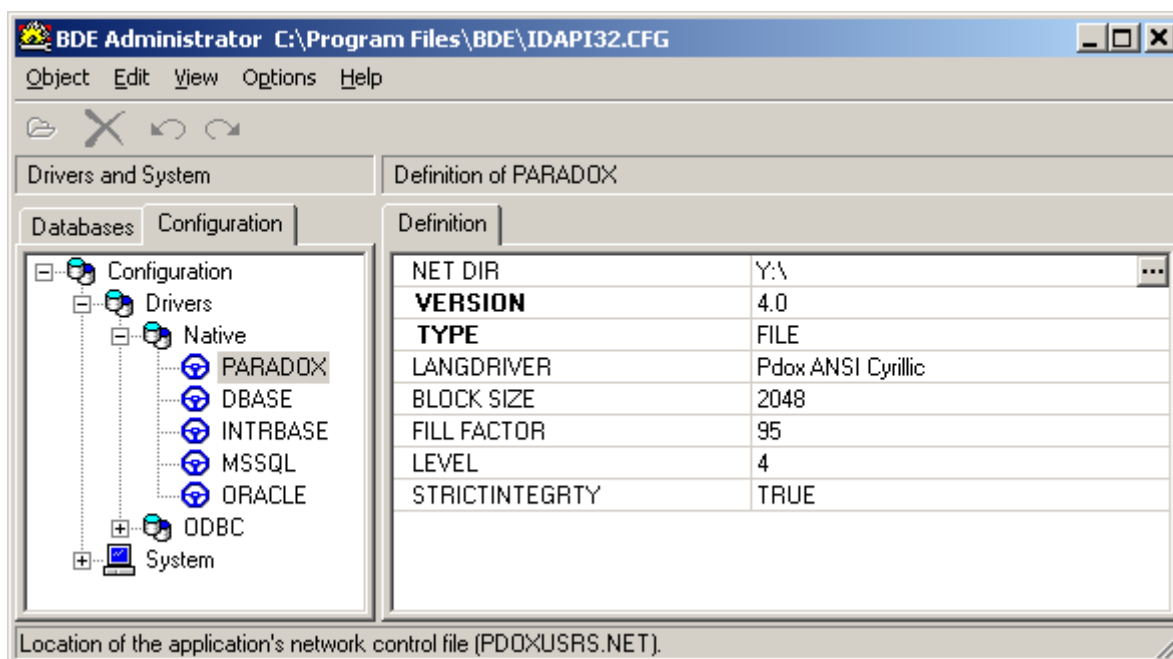 BDE Administrator C:\Program Files\BDE\IDAPI32.CFG
Object Edit View Options Help
Drivers and System
Definition of PARADOX
Databases Configuration
Definition
Configuration
Drivers
Native
PARADOX
DBASE
INTRBASE
MSSQL
ORACLE
ODBC
System
NET DIR Y:\
VERSION 4.0
TYPE FILE
LANGDRIVER Pdox ANSI Cyrillic
BLOCK SIZE 2048
FILL FACTOR 95
LEVEL 4
STRICTINTEGRTY TRUE
Location of the application's network control file (PDOXUSRS.NET).